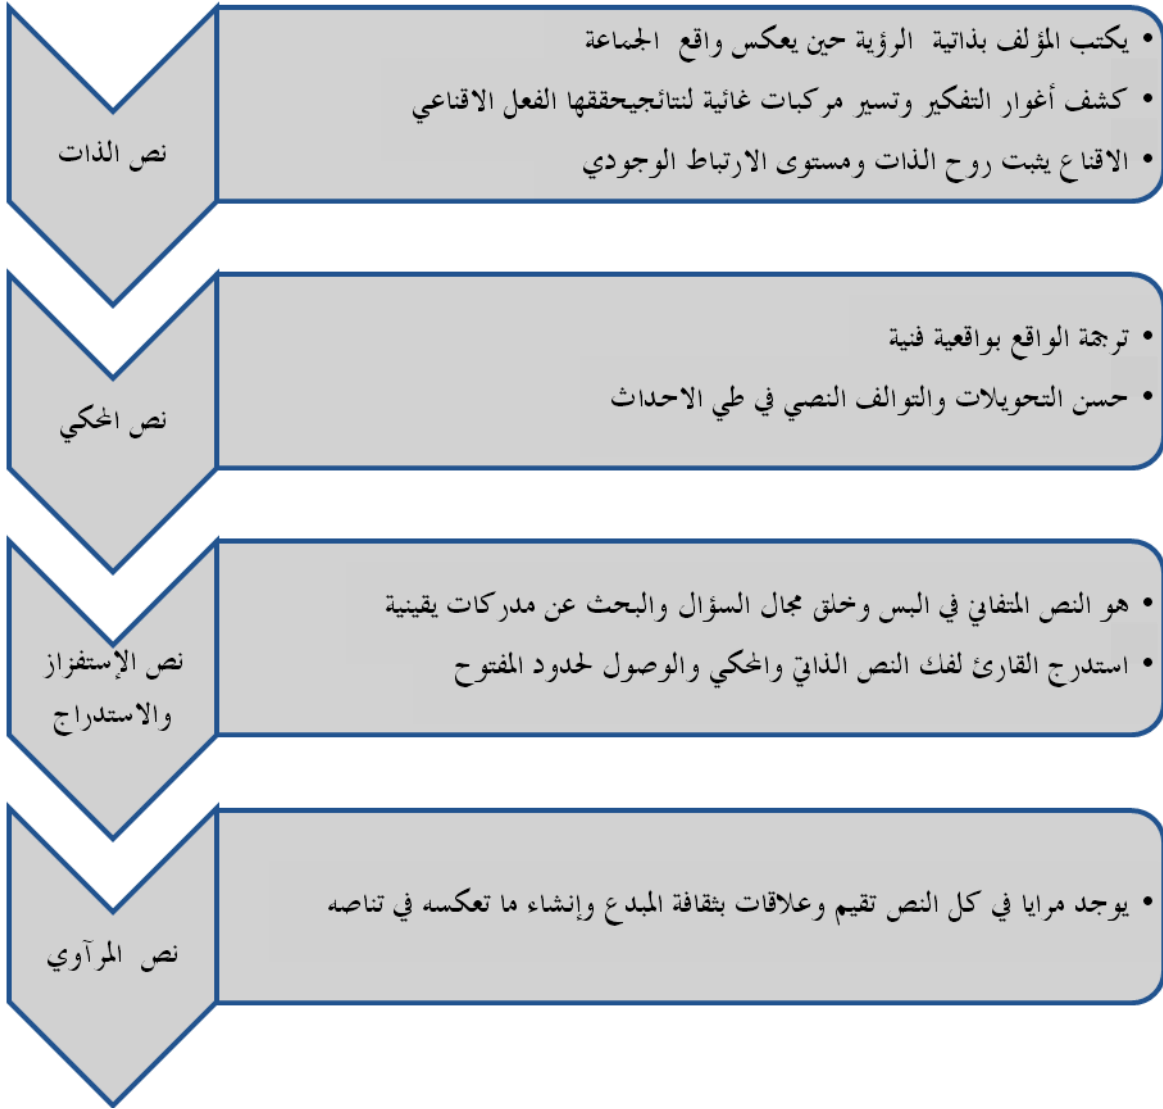 • يكتب المؤلف بذاتية الرؤية حين يعكس واقع الجماعة
• كشف أغوار التفكير وتسير مركبات غائية لنتائجيحققها الفعل الاقناعي
• الاقناع يثبت روح الذات ومستوى الارتباط الوجودي
نص الذات
• ترجمة الواقع بواقعية فنية
• حسن التحويلات والتوالف النصي في طي الاحداث
نص المحكي
• هو النص المتفاني في البس وخلق مجال السؤال والبحث عن مدركات يقينية
• استدرج القارئ لفك النص الذاتي والمحكي والوصول لحدود المفتوح
نص الإستفزاز
والاستدراج
• يوجد مرايا في كل النص تقيم وعلاقات بثقافة المبدع وإنشاء ما تعكسه في تناصه
نص المرآوي